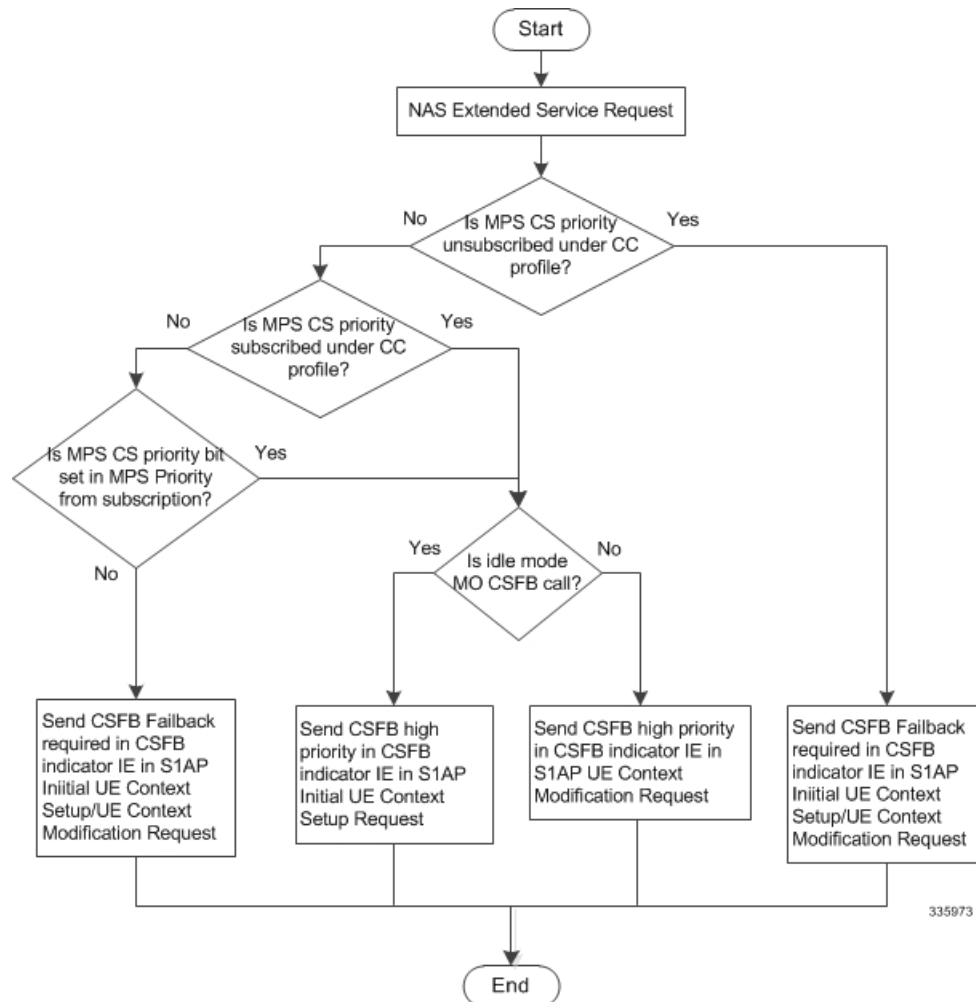 Start
NAS Extended Service Request
No
Is MPS CS priority
unsubscribed under CC
profile?
Yes
No
Is MPS CS priority
subscribed under CC
profile?
Yes
Is MPS CS priority bit
set in MPS Priority
from subscription?
Yes
No
Yes
Is idle mode
MO CSFB call?
No
Send CSFB Failback
required in CSFB
indicator IE in S1AP
Iniitial UE Context
Setup/UE Context
Modification Request
Send CSFB high
priority in CSFB
indicator IE in S1AP
Initial UE Context
Setup Request
Send CSFB high priority
in CSFB indicator IE in
S1AP UE Context
Modification Request
Send CSFB Failback
required in CSFB
indicator IE in S1AP
Iniitial UE Context
Setup/UE Context
Modification Request
335973
End